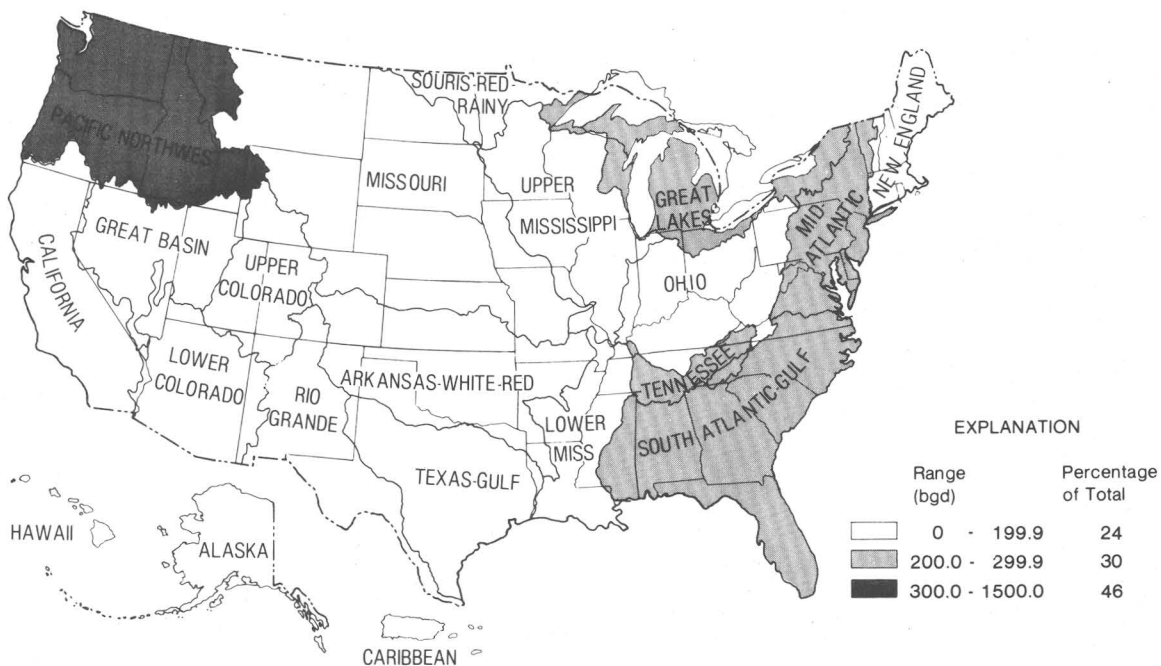 SOURIS-RED-
RAINY
NEW ENGLAND
PACIFIC NORTHWES
MISSOURI
UPPER
MISSISSIPPI
GREAT
LAKES
MID-
ATLANTIC
GREAT BASIN
CALIFORNIA
UPPER
COLORADO
OHIO
LOWER
COLORADO
RIO
GRANDE
ARKANSAS-WHITE-RED
TENNESSEE
SOUTH ATLANTIC-GULF
LOWER
MISS
TEXAS-GULF
HAWAII
ALASKA
CARIBBEAN
EXPLANATION
Range Percentage
(bgd) of Total
0 - 199.9 24
200.0 - 299.9 30
300.0 - 1500.0 46